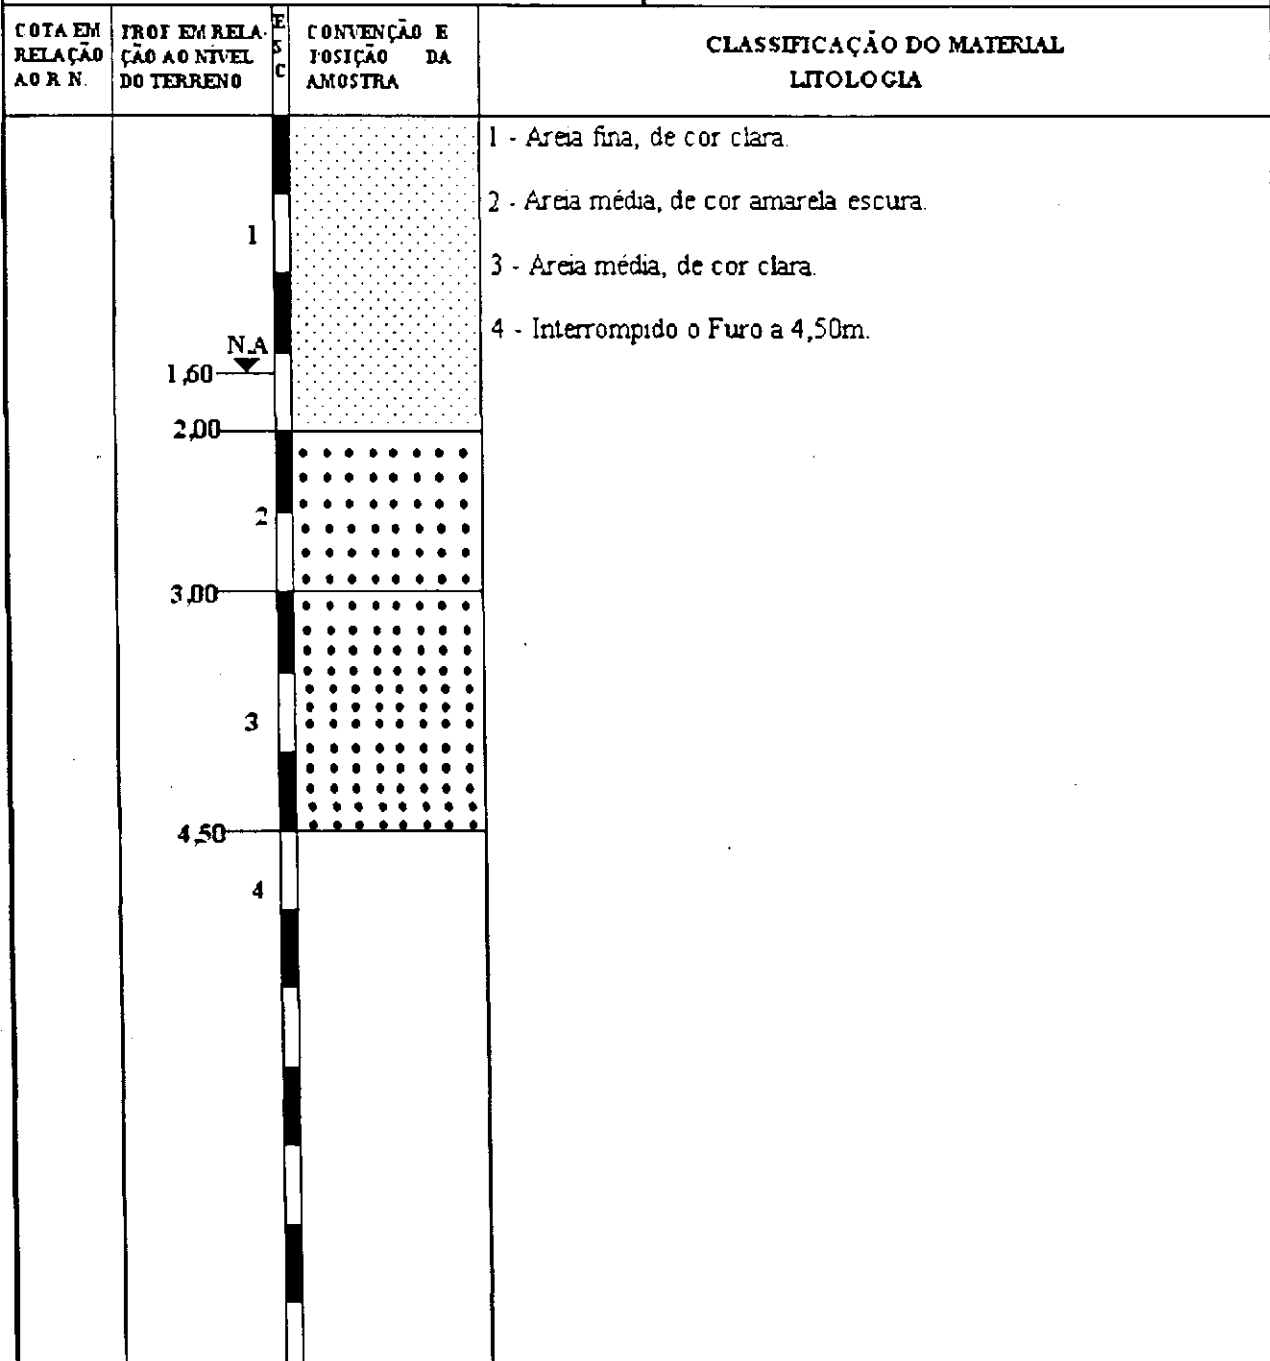 COTA EM
RELAÇÃO
AO R N.
PROF EM RELA-
ÇÃO AO NÍVEL
DO TERRENO
E
S
C
CONVENÇÃO E
POSIÇÃO DA
AMOSTRA
CLASSIFICAÇÃO DO MATERIAL
LITOLOGIA
1 - Areia fina, de cor clara.
2 - Areia média, de cor amarela escura.
3 - Areia média, de cor clara.
4 - Interrompido o Furo a 4,50m.
1
N.A
1,60
2,00
2
3,00
3
4,50
4